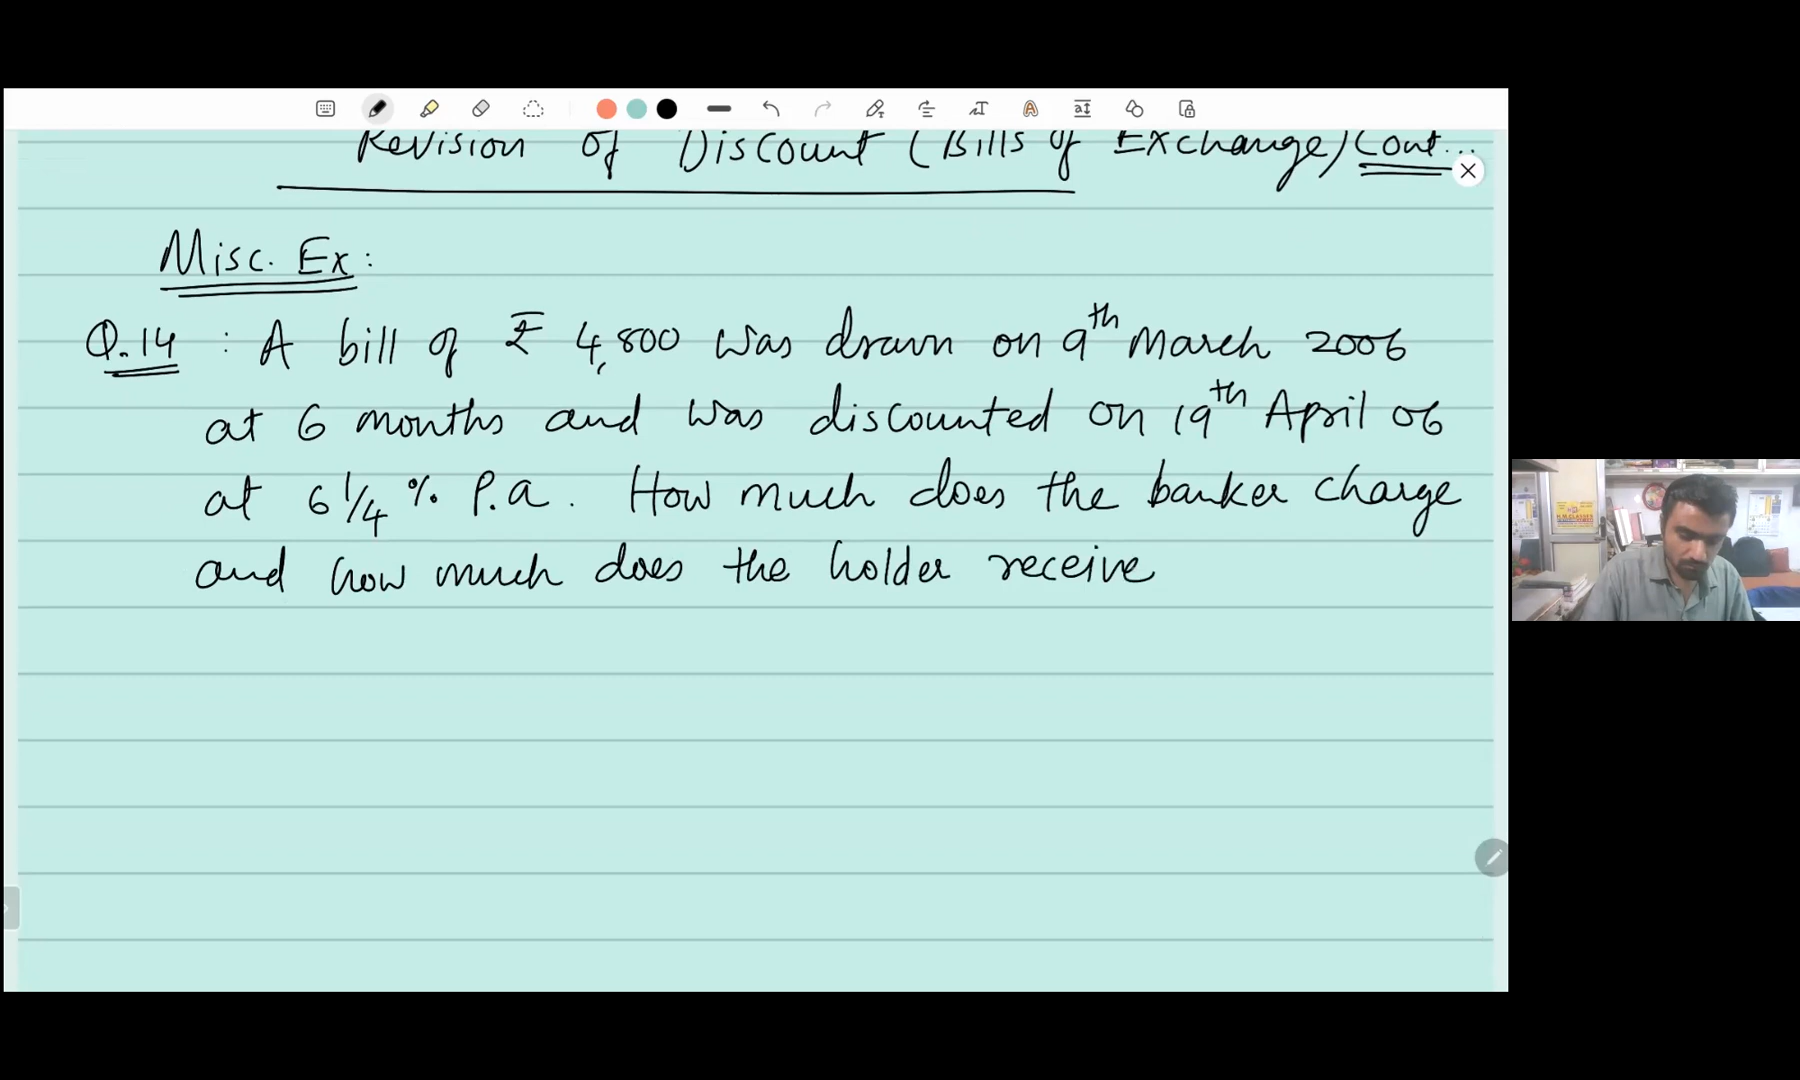 Revision of Discount (Bills of Exchange) Cont...
Misc. Ex:
Q.14 : A bill of ₹ 4,800 was drawn on 9th March 2006
at 6 months and was discounted on 19th April 06
at 6 1/4 % P.a. How much does the banker charge
and how much does the holder receive